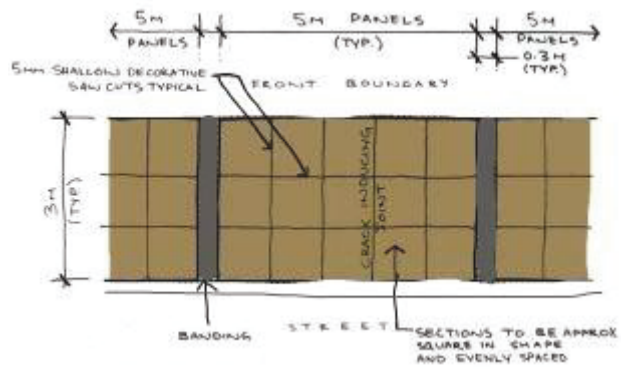 5M
PANELS
5M PANELS
(TYP.)
5M
PANELS
0.3M
(TYP.)
5MM SHALLOW DECORATIVE
SAW CUTS TYPICAL
FRONT BOUNDARY
3M
(TYP)
CRACK INDUCING
JOINT
BANDING
STREET
SECTIONS TO BE APPROX
SQUARE IN SHAPE
AND EVENLY SPACED